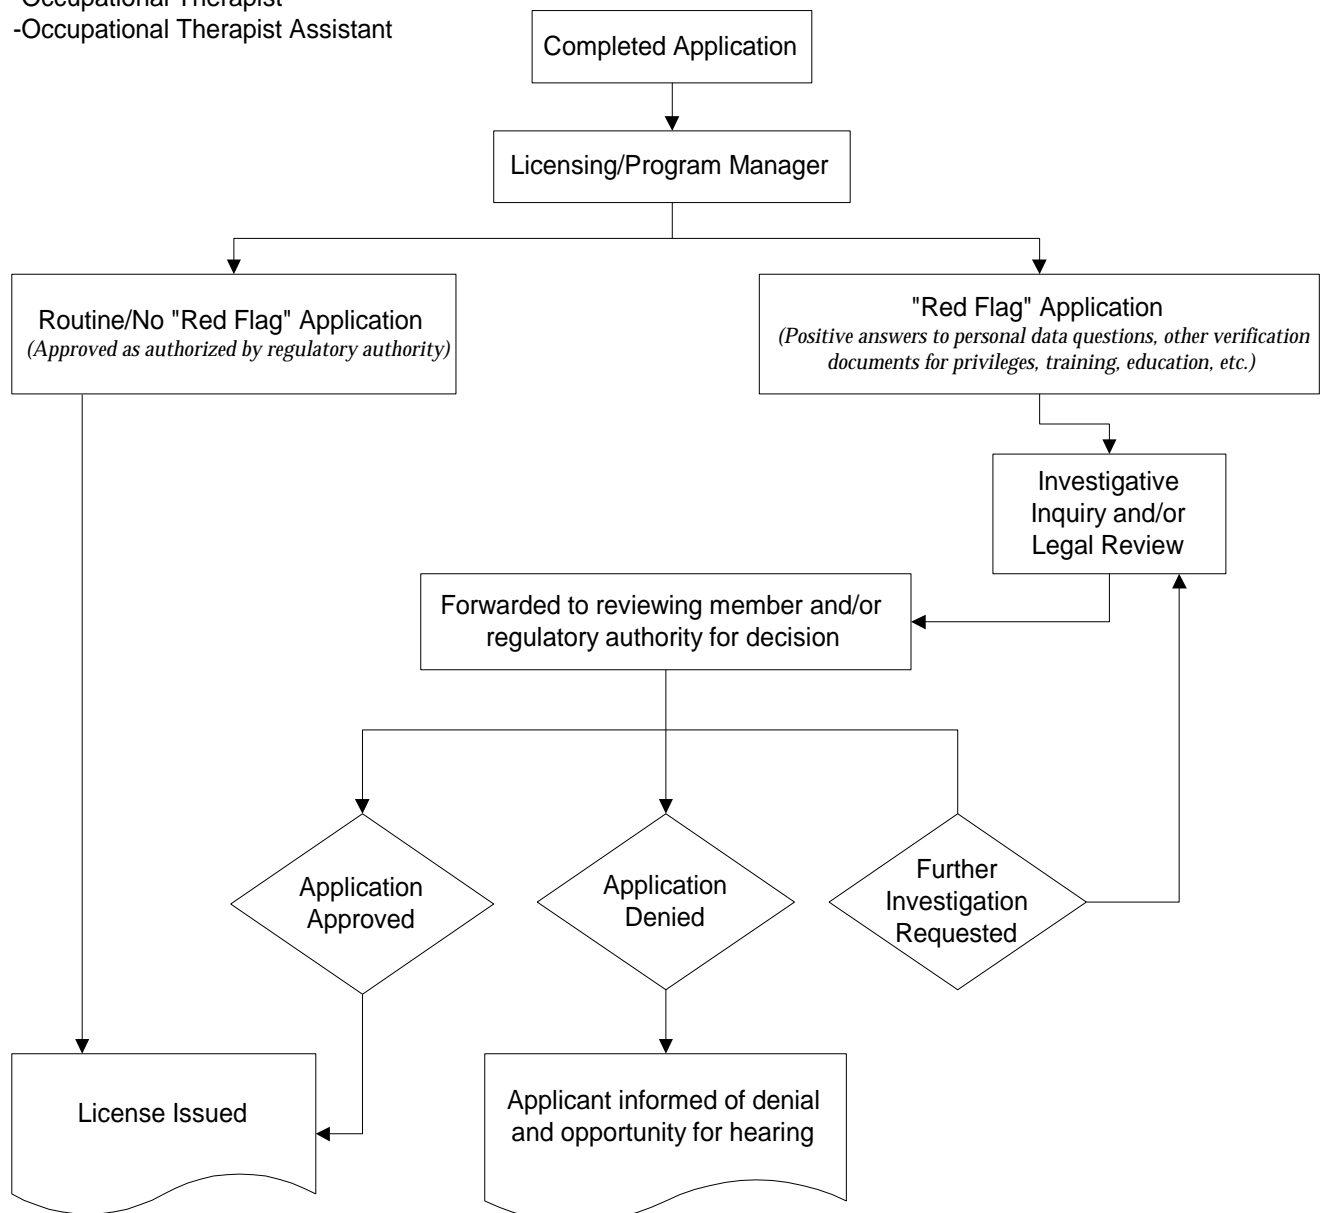 -Occupational Therapist
-Occupational Therapist Assistant
Completed Application
Licensing/Program Manager
Routine/No "Red Flag" Application
(Approved as authorized by regulatory authority)
"Red Flag" Application
(Positive answers to personal data questions, other verification
documents for privileges, training, education, etc.)
Investigative
Inquiry and/or
Legal Review
Forwarded to reviewing member and/or
regulatory authority for decision
Application
Approved
Application
Denied
Further
Investigation
Requested
License Issued
Applicant informed of denial
and opportunity for hearing